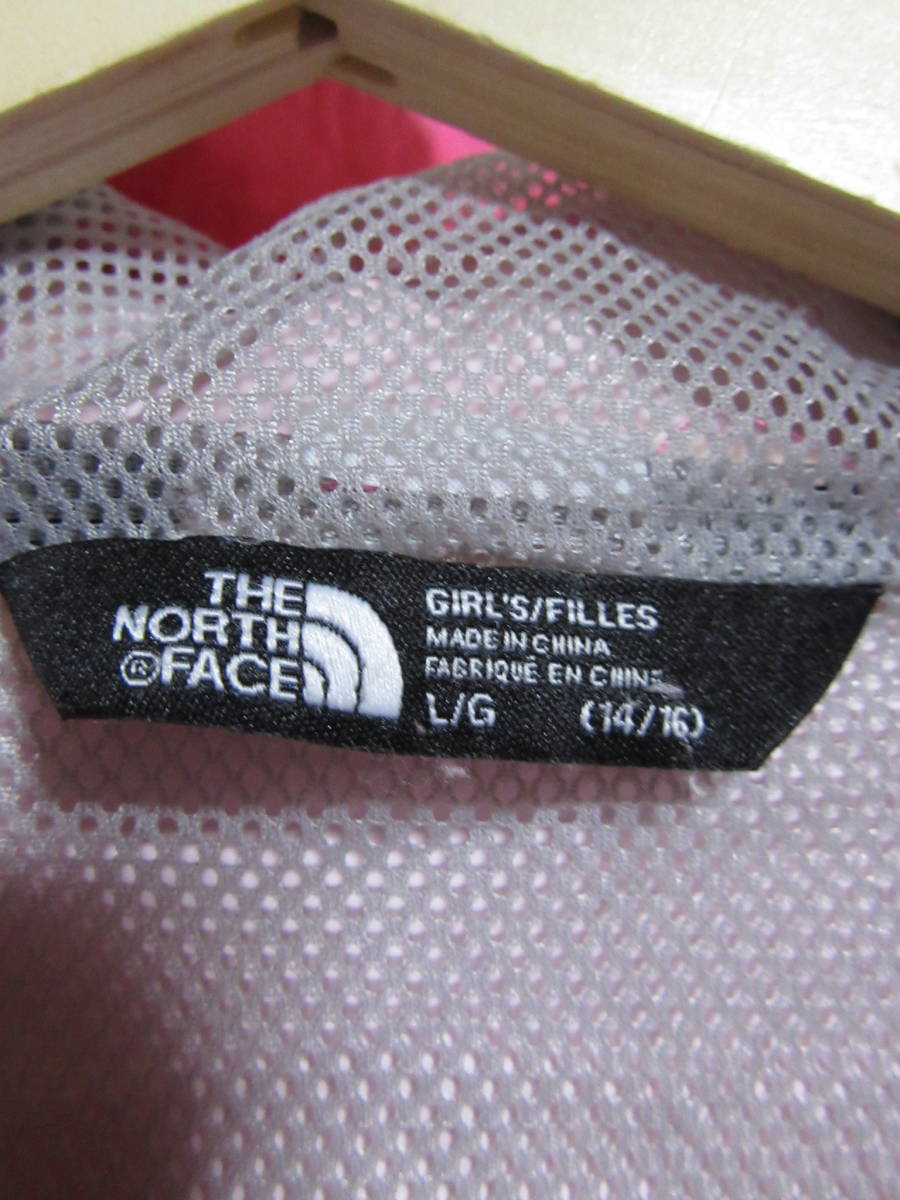 THE
NORTH
®FACE
GIRL'S/FILLES
MADE IN CHINA
FABRIQUÉ EN CHINE
L/G (14/16)